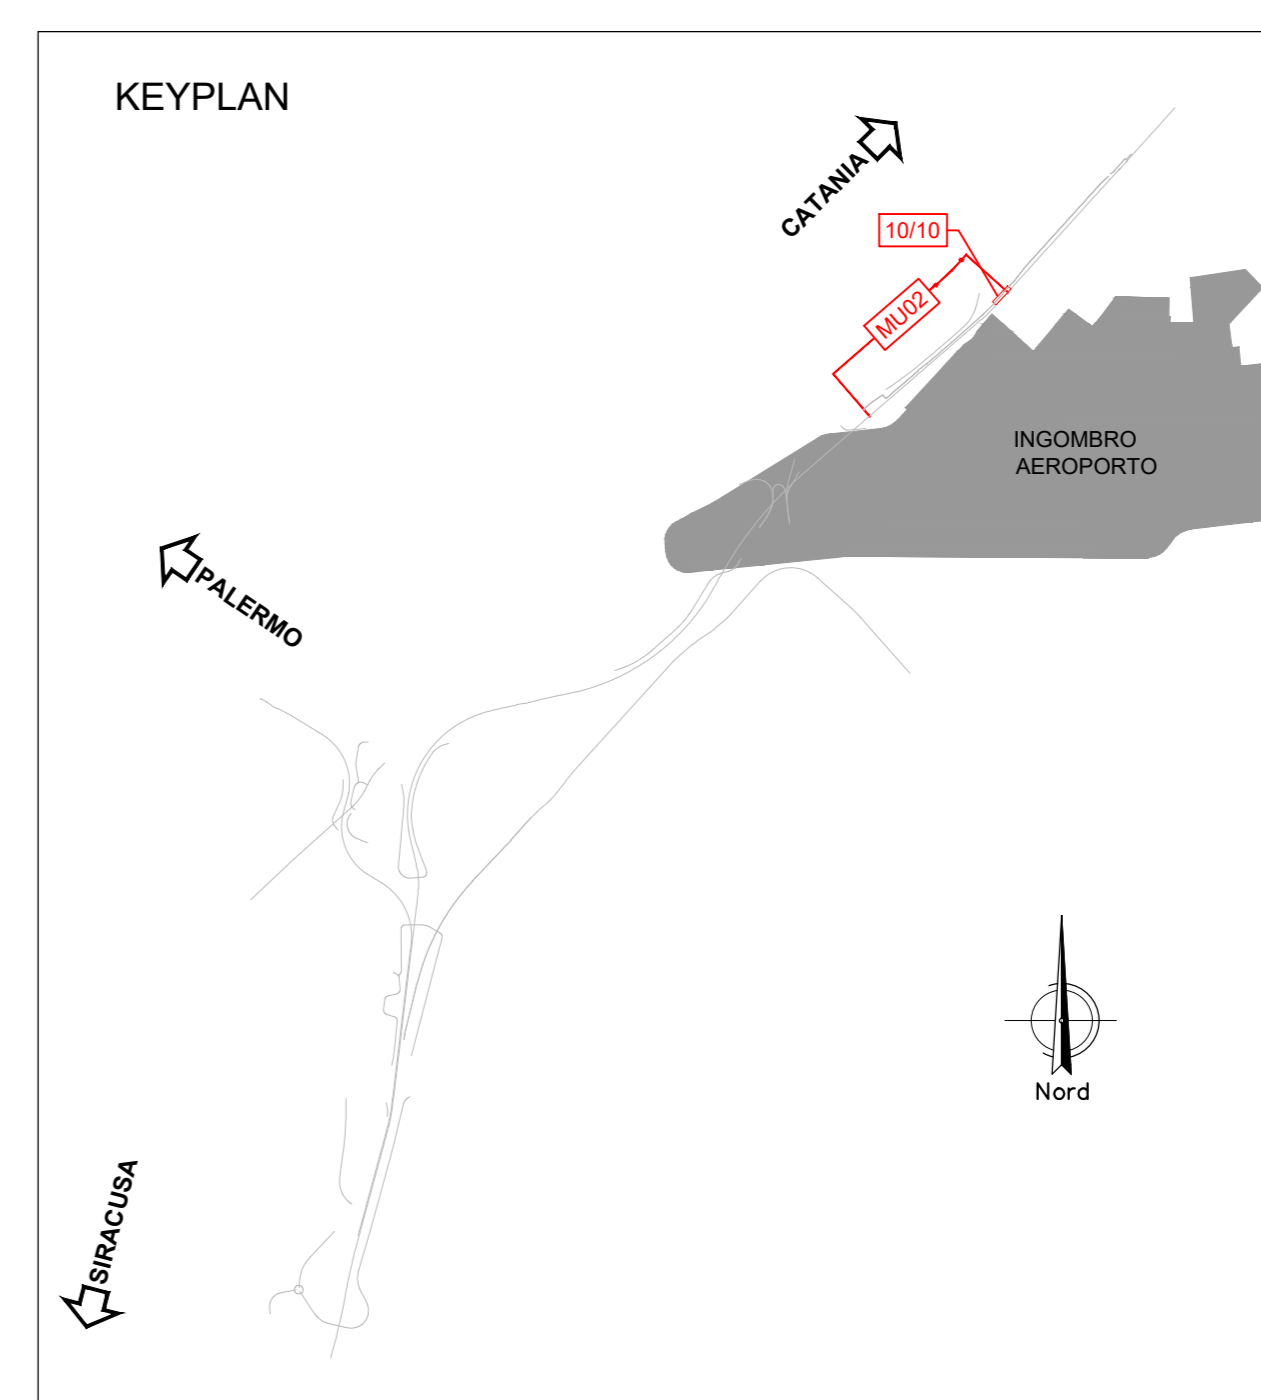 KEYPLAN
CATANIA
10/10
MU02
INGOMBRO
AEROPORTO
PALERMO
Nord
SIRACUSA